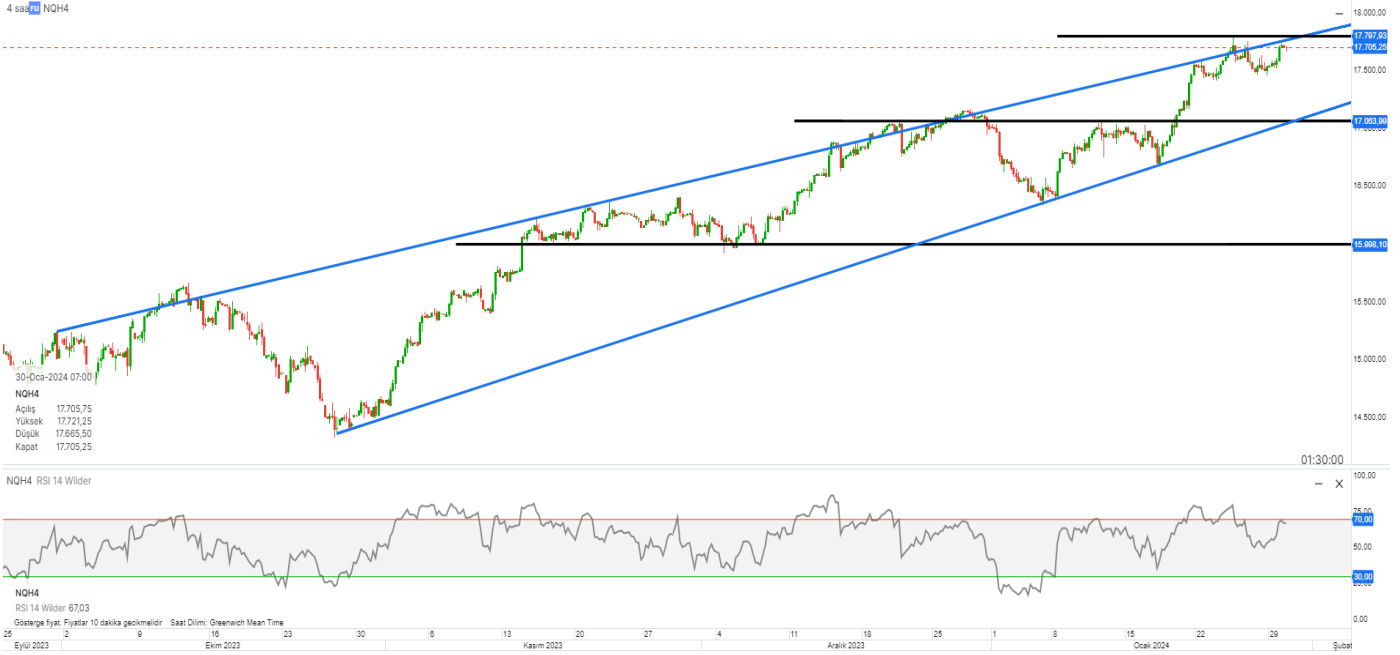 4 saa ru NQH4
18.000,00
17.797,93
17.705,25
17.500,00
17.063,99
16.500,00
15.998,10
15.500,00
15.000,00
14.500,00
30-Oca-2024 07:00
NQH4
Açılış 17.705,75
Yüksek 17.721,25
Düşük 17.665,50
Kapat 17.705,25
01:30:00
NQH4 RSI 14 Wilder
100,00
75,00
70,00
50,00
30,00
0,00
NQH4
RSI 14 Wilder 67,03
Gösterge fiyat. Fiyatlar 10 dakika gecikmelidir Saat Dilimi: Greenwich Mean Time
25 2 9 16 23 30 6 13 20 27 4 11 18 25 1 8 15 22 29
Eylül 2023 Ekim 2023 Kasım 2023 Aralık 2023 Ocak 2024 Şubat